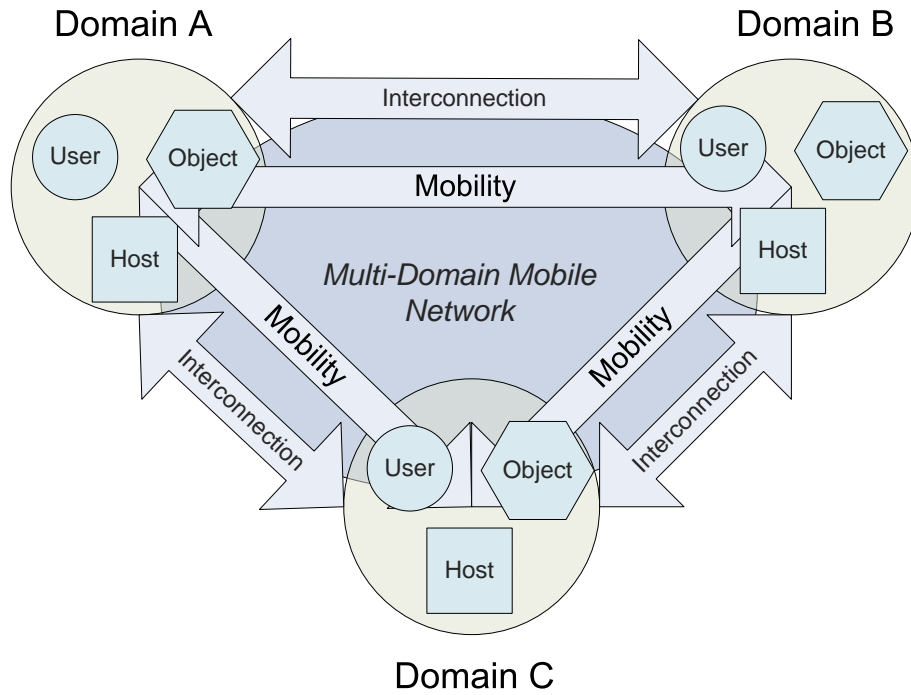 Domain A
Domain B
Interconnection
User
Object
User
Object
Mobility
Host
Host
Multi-Domain Mobile
Network
Mobility
Mobility
Interconnection
Interconnection
User
Object
Host
Domain C